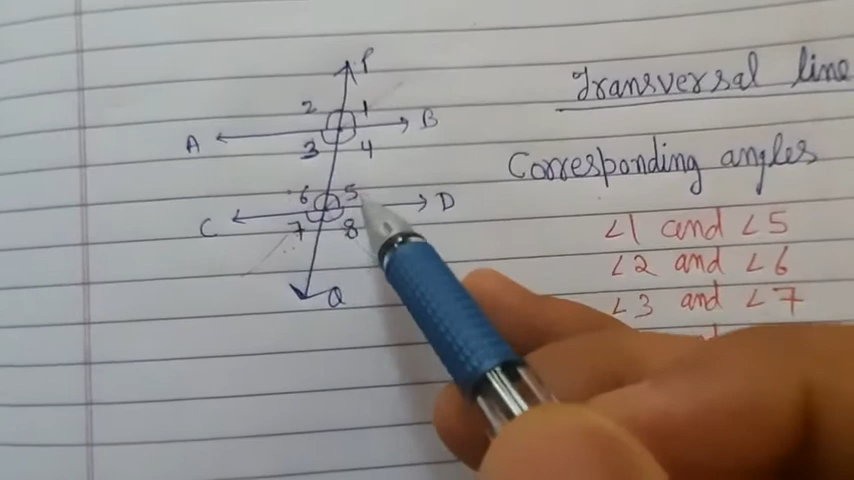 P
2 1
A B
3 4
6 5
C D
7 8
Q
Transversal line
Corresponding angles
∠1 and ∠5
∠2 and ∠6
∠3 and ∠7